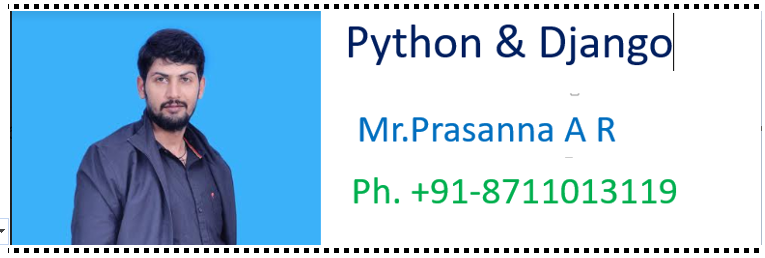 Python & Django
Mr.Prasanna A R
Ph. +91-8711013119